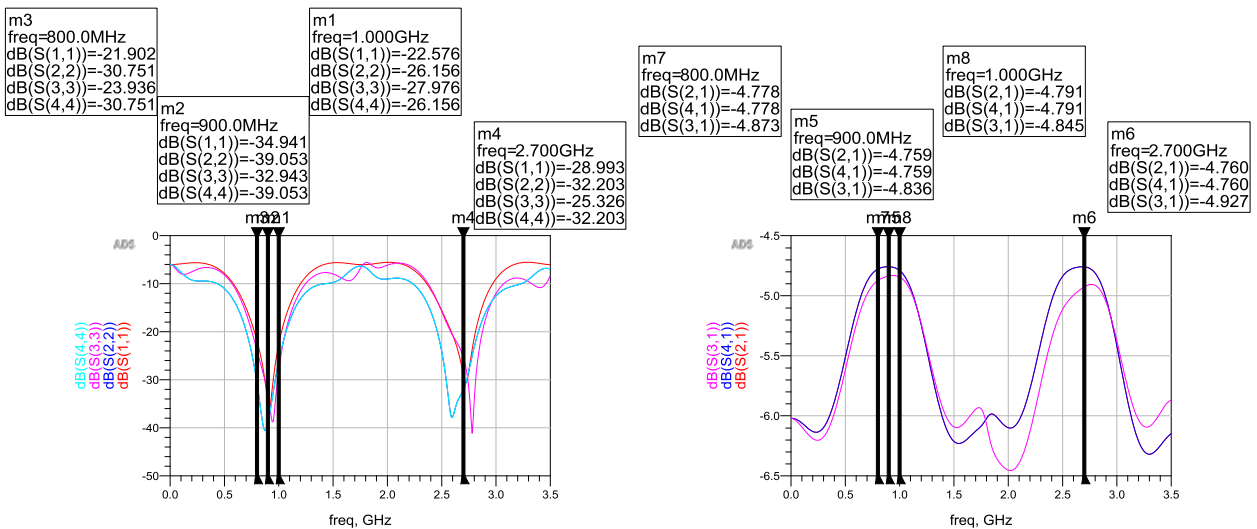 m3
freq=800.0MHz
dB(S(1,1))=-21.902
dB(S(2,2))=-30.751
dB(S(3,3))=-23.936
dB(S(4,4))=-30.751
m2
freq=900.0MHz
dB(S(1,1))=-34.941
dB(S(2,2))=-39.053
dB(S(3,3))=-32.943
dB(S(4,4))=-39.053
m1
freq=1.000GHz
dB(S(1,1))=-22.576
dB(S(2,2))=-26.156
dB(S(3,3))=-27.976
dB(S(4,4))=-26.156
m4
freq=2.700GHz
dB(S(1,1))=-28.993
dB(S(2,2))=-32.203
dB(S(3,3))=-25.326
dB(S(4,4))=-32.203
m4
ADS
0
-10
-20
-30
-40
-50
dB(S(4,4))
dB(S(3,3))
dB(S(2,2))
dB(S(1,1))
0.0 0.5 1.0 1.5 2.0 2.5 3.0 3.5
freq, GHz
m7
freq=800.0MHz
dB(S(2,1))=-4.778
dB(S(4,1))=-4.778
dB(S(3,1))=-4.873
m5
freq=900.0MHz
dB(S(2,1))=-4.759
dB(S(4,1))=-4.759
dB(S(3,1))=-4.836
m8
freq=1.000GHz
dB(S(2,1))=-4.791
dB(S(4,1))=-4.791
dB(S(3,1))=-4.845
m6
freq=2.700GHz
dB(S(2,1))=-4.760
dB(S(4,1))=-4.760
dB(S(3,1))=-4.927
m6
ADS
-4.5
-5.0
-5.5
-6.0
-6.5
dB(S(3,1))
dB(S(4,1))
dB(S(2,1))
0.0 0.5 1.0 1.5 2.0 2.5 3.0 3.5
freq, GHz